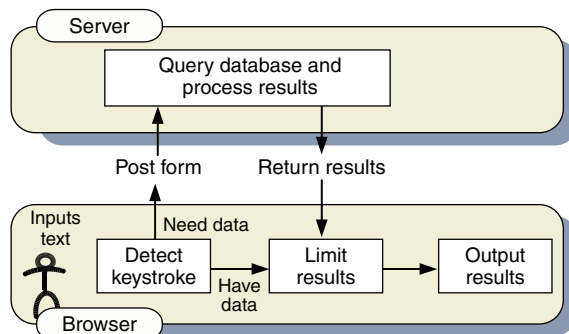 Server
Query database and
process results
Post form
Return results
Inputs
text
Need data
Detect
keystroke
Have
data
Limit
results
Output
results
Browser